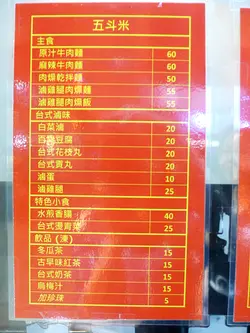 五斗米
主食
原汁牛肉麵 60
麻辣牛肉麵 60
肉燥乾拌麵 50
滷雞腿肉燥麵 55
滷雞腿肉燥飯 55
台式滷味
白菜滷 20
百頁豆腐 20
台式花枝丸 20
台式貢丸 20
滷蛋 10
滷雞腿 25
特色小食
水煎香腸 40
台式燙青菜 25
飲品(凍)
冬瓜茶 15
古早味紅茶 15
台式奶茶 15
烏梅汁 15
加珍珠 5